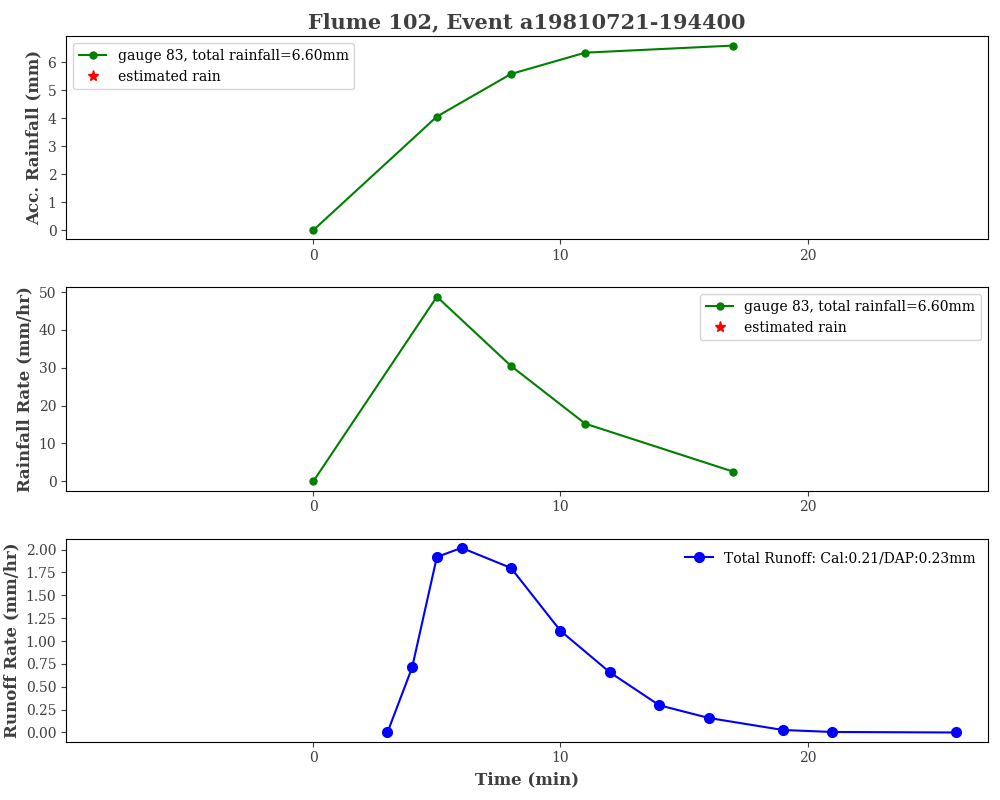 Flume 102, Event a19810721-194400
Acc. Rainfall (mm)
6
5
4
3
2
1
0
gauge 83, total rainfall=6.60mm
estimated rain
0 10 20
Rainfall Rate (mm/hr)
50
40
30
20
10
0
gauge 83, total rainfall=6.60mm
estimated rain
0 10 20
Runoff Rate (mm/hr)
2.00
1.75
1.50
1.25
1.00
0.75
0.50
0.25
0.00
Total Runoff: Cal:0.21/DAP:0.23mm
0 10 20
Time (min)